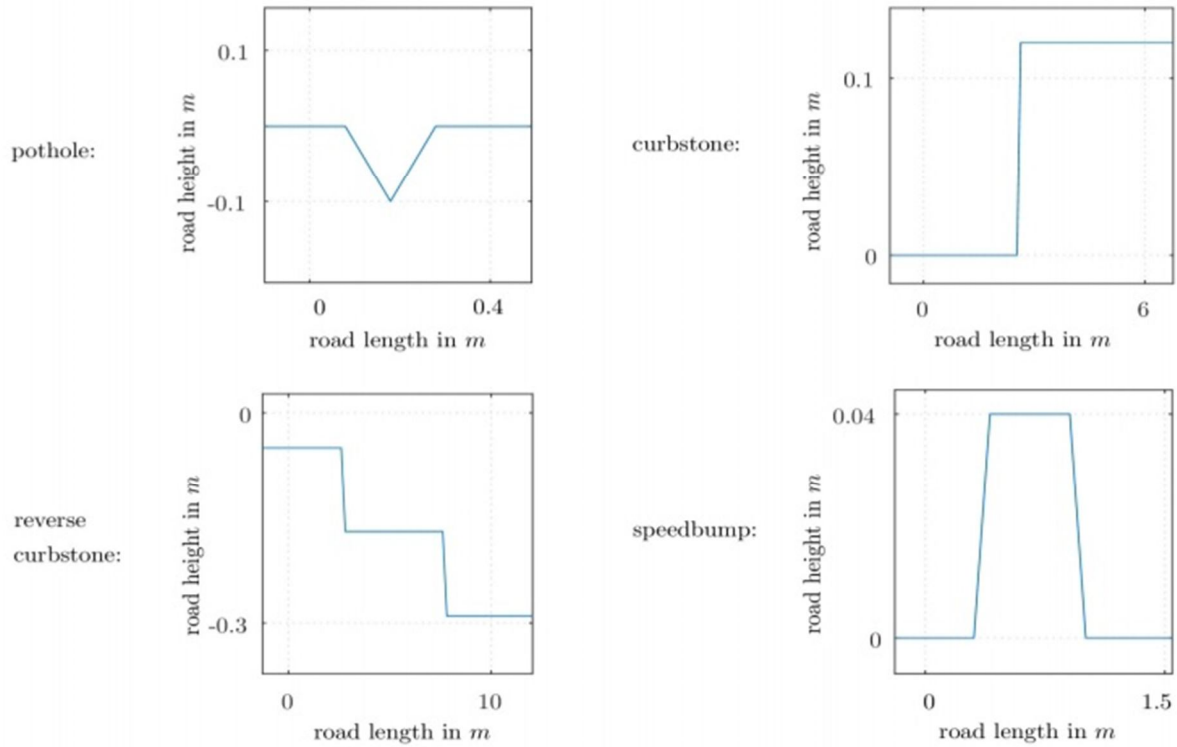 pothole:
road height in m
0.1
-0.1
0
0.4
road length in m
curbstone:
road height in m
0.1
0
0
6
road length in m
reverse
curbstone:
road height in m
0
-0.3
0
10
road length in m
speedbump:
road height in m
0.04
0
0
1.5
road length in m